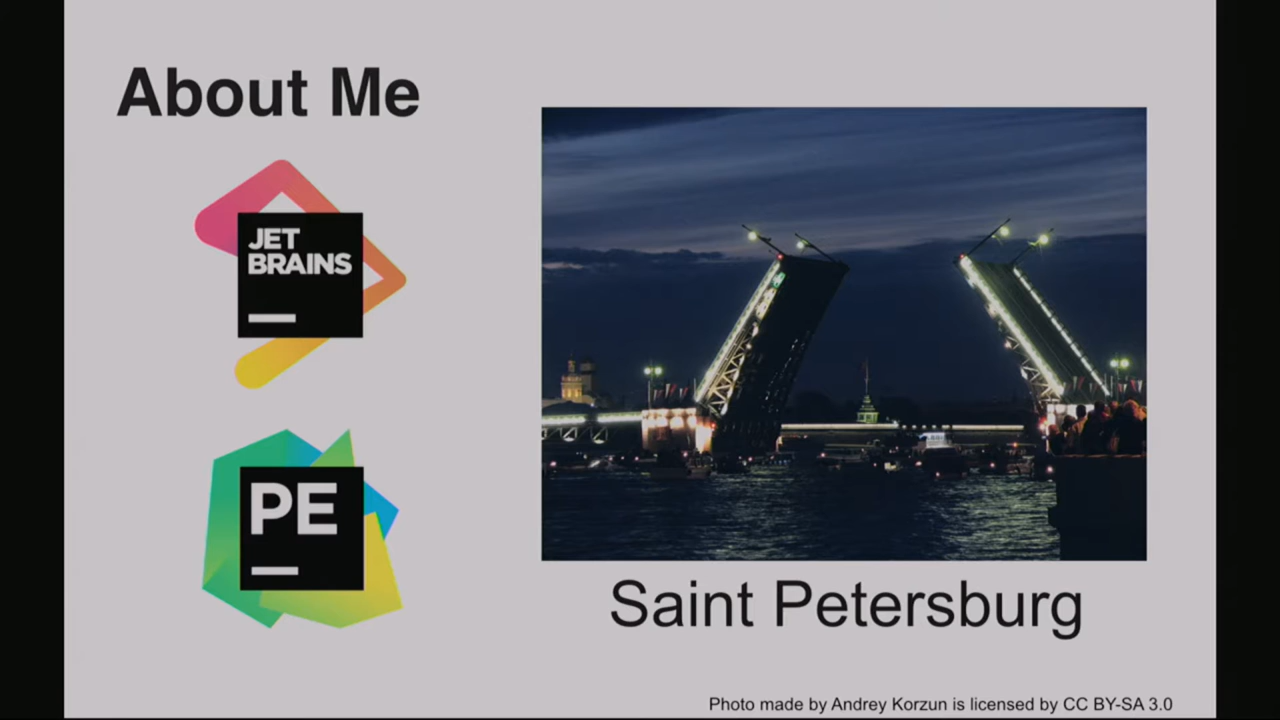 About Me
JET
BRAINS
PE
Saint Petersburg
Photo made by Andrey Korzun is licensed by CC BY-SA 3.0